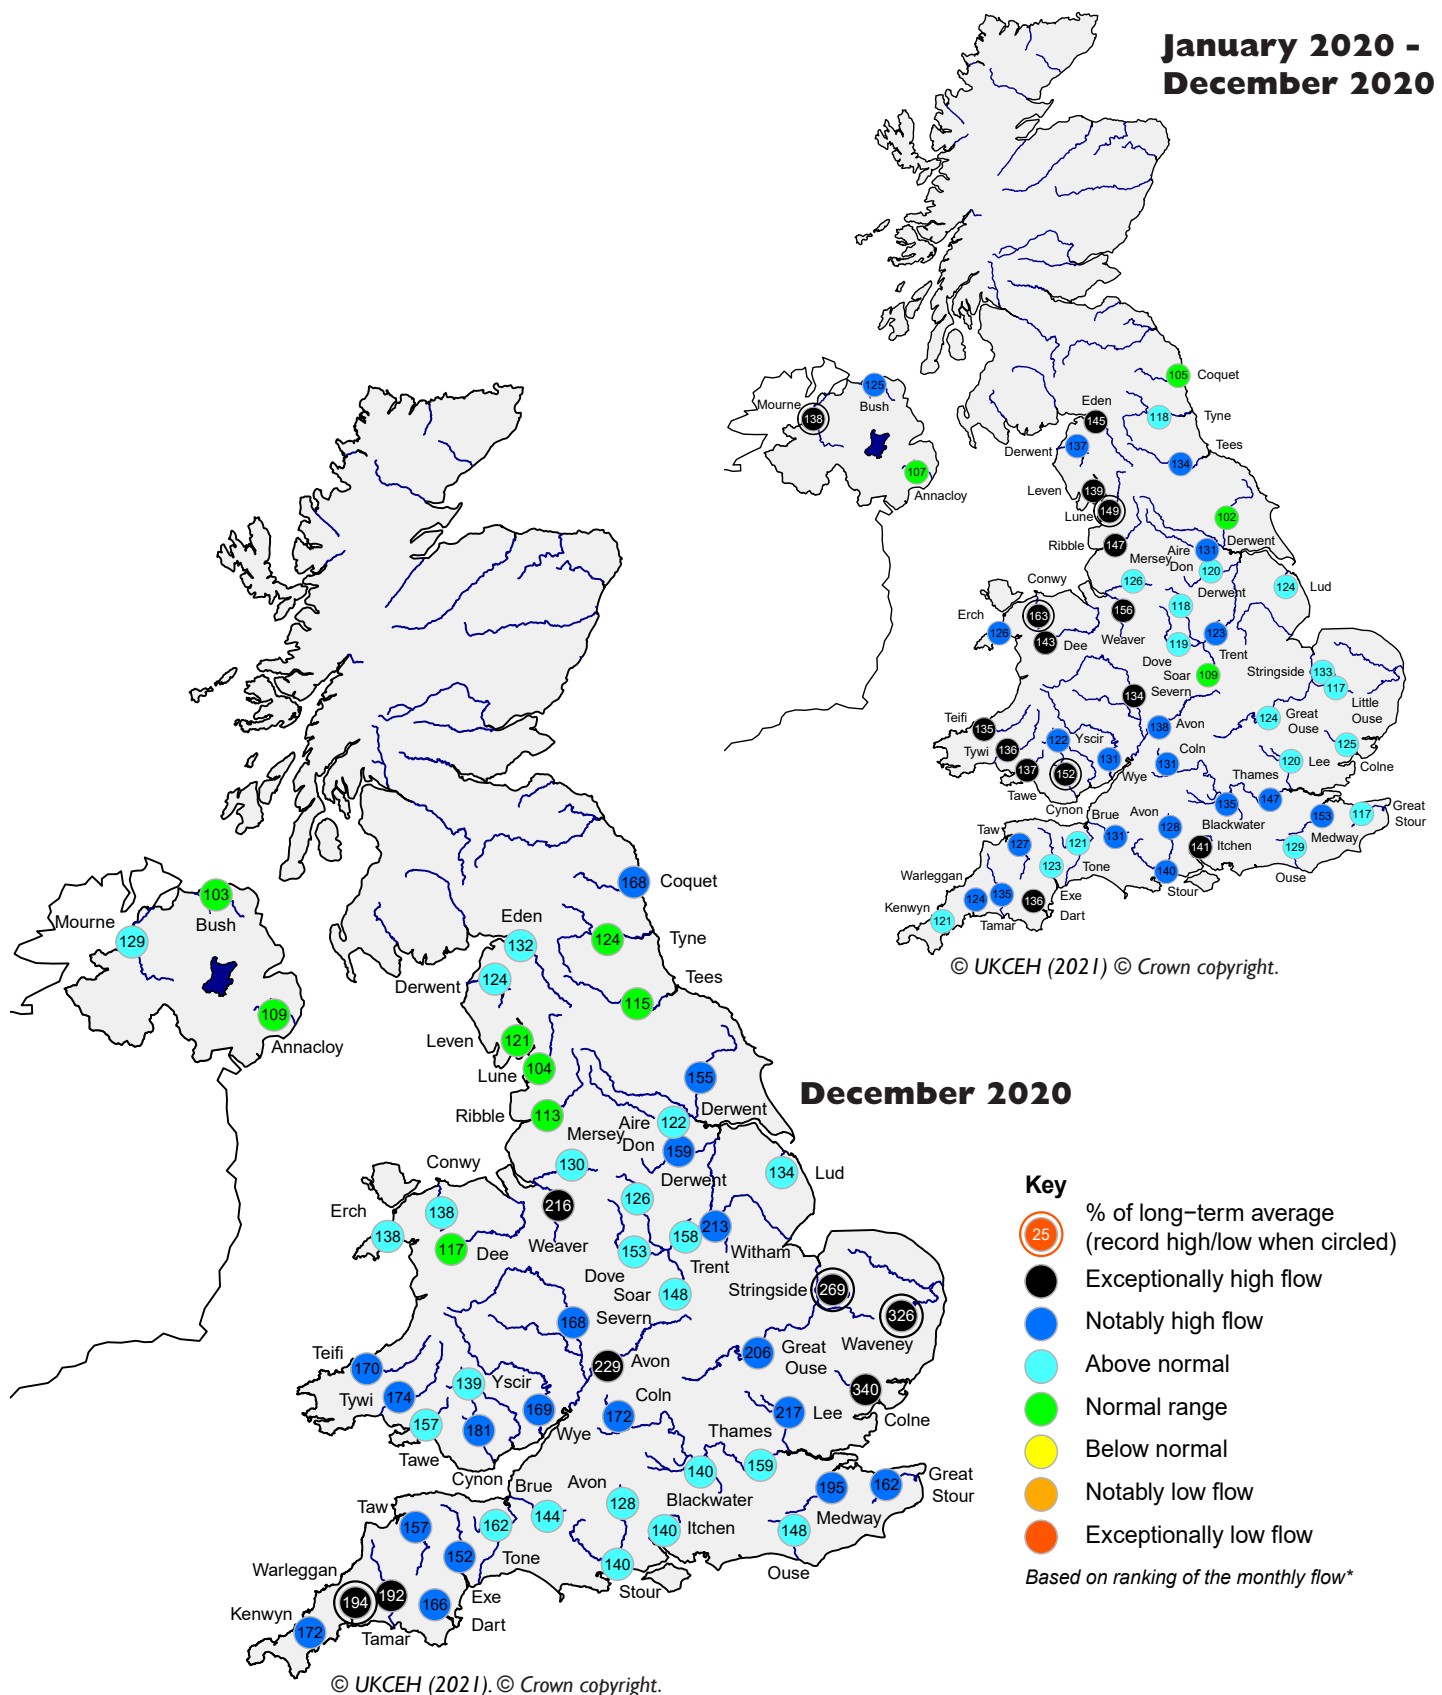 January 2020 -
December 2020
105
Coquet
125
Bush
Mourne
138
Eden
145
118
Tyne
137
Derwent
Tees
134
107
Annacloy
Leven
139
Lune
149
102
Derwent
Ribble
147
Aire
131
Mersey
Don
120
126
Conwy
124
Lud
Derwent
Erch
163
156
118
126
143
Dee
Weaver
123
119
Trent
Dove
Soar
109
Stringside
133
117
Little
Ouse
134
Severn
Teifi
135
138
Avon
124
Great
Ouse
Tywi
136
122
Yscir
125
Colne
137
Tawe
152
Cynon
131
Wye
Coln
131
120
Lee
Thames
147
135
Blackwater
153
Medway
117
Great
Stour
Brue
131
Avon
128
141
Itchen
129
Ouse
Taw
127
121
Tone
140
Stour
123
Exe
Warleggan
124
135
136
Dart
Kenwyn
121
Tamar
© UKCEH (2021) © Crown copyright.
December 2020
168
Coquet
103
Bush
Mourne
129
Eden
132
124
Tyne
124
Derwent
Tees
115
109
Annacloy
Leven
121
Lune
104
155
Derwent
Ribble
113
Aire
122
Mersey
Don
159
130
Conwy
134
Lud
Derwent
Erch
138
216
126
138
117
Dee
Weaver
158
213
Witham
153
Trent
Dove
Soar
148
Stringside
269
326
Waveney
168
Severn
Teifi
170
229
Avon
206
Great
Ouse
Tywi
174
139
Yscir
340
Colne
157
Tawe
181
Cynon
169
Wye
Coln
172
217
Lee
Thames
159
140
Blackwater
195
Medway
162
Great
Stour
Brue
144
Avon
128
140
Itchen
148
Ouse
Taw
157
162
Tone
140
Stour
152
Exe
Warleggan
194
192
166
Dart
Kenwyn
172
Tamar
© UKCEH (2021). © Crown copyright.
Key
25
% of long−term average
(record high/low when circled)
Exceptionally high flow
Notably high flow
Above normal
Normal range
Below normal
Notably low flow
Exceptionally low flow
Based on ranking of the monthly flow*